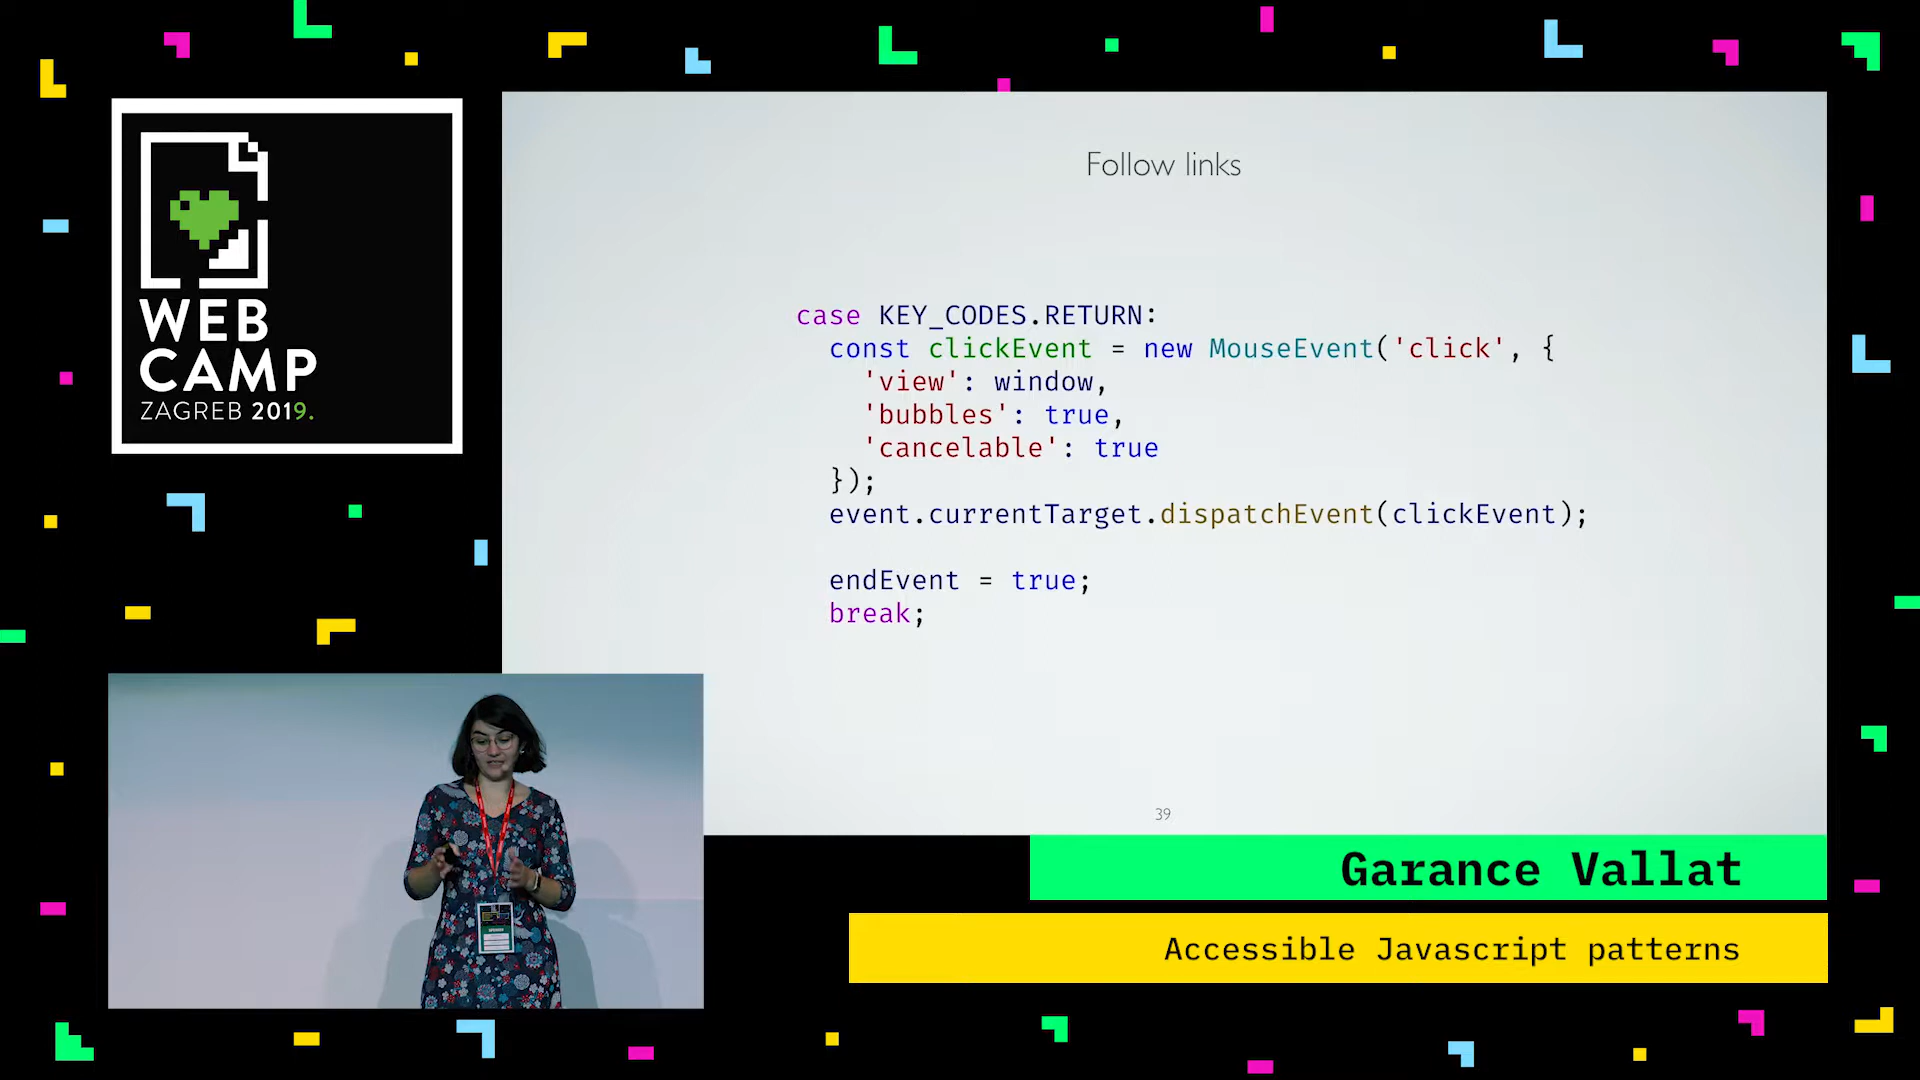 WEB
CAMP
ZAGREB 2019.
Follow links
case KEY_CODES.RETURN:
const clickEvent = new MouseEvent('click', {
'view': window,
'bubbles': true,
'cancelable': true
});
event.currentTarget.dispatchEvent(clickEvent);
endEvent = true;
break;
39
Garance Vallat
Accessible Javascript patterns